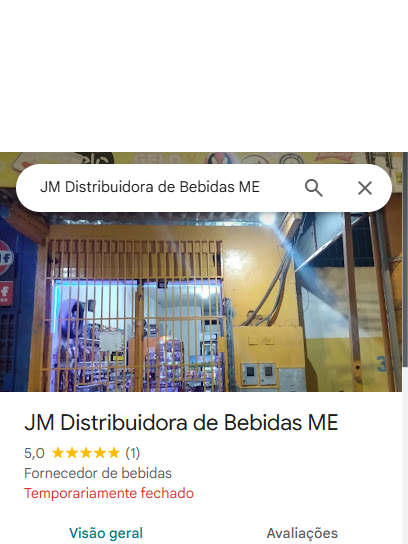 GELO
JM Distribuidora de Bebidas ME
3
JM Distribuidora de Bebidas ME
5,0 ★★★★★ (1)
Fornecedor de bebidas
Temporariamente fechado
Visão geral Avaliações